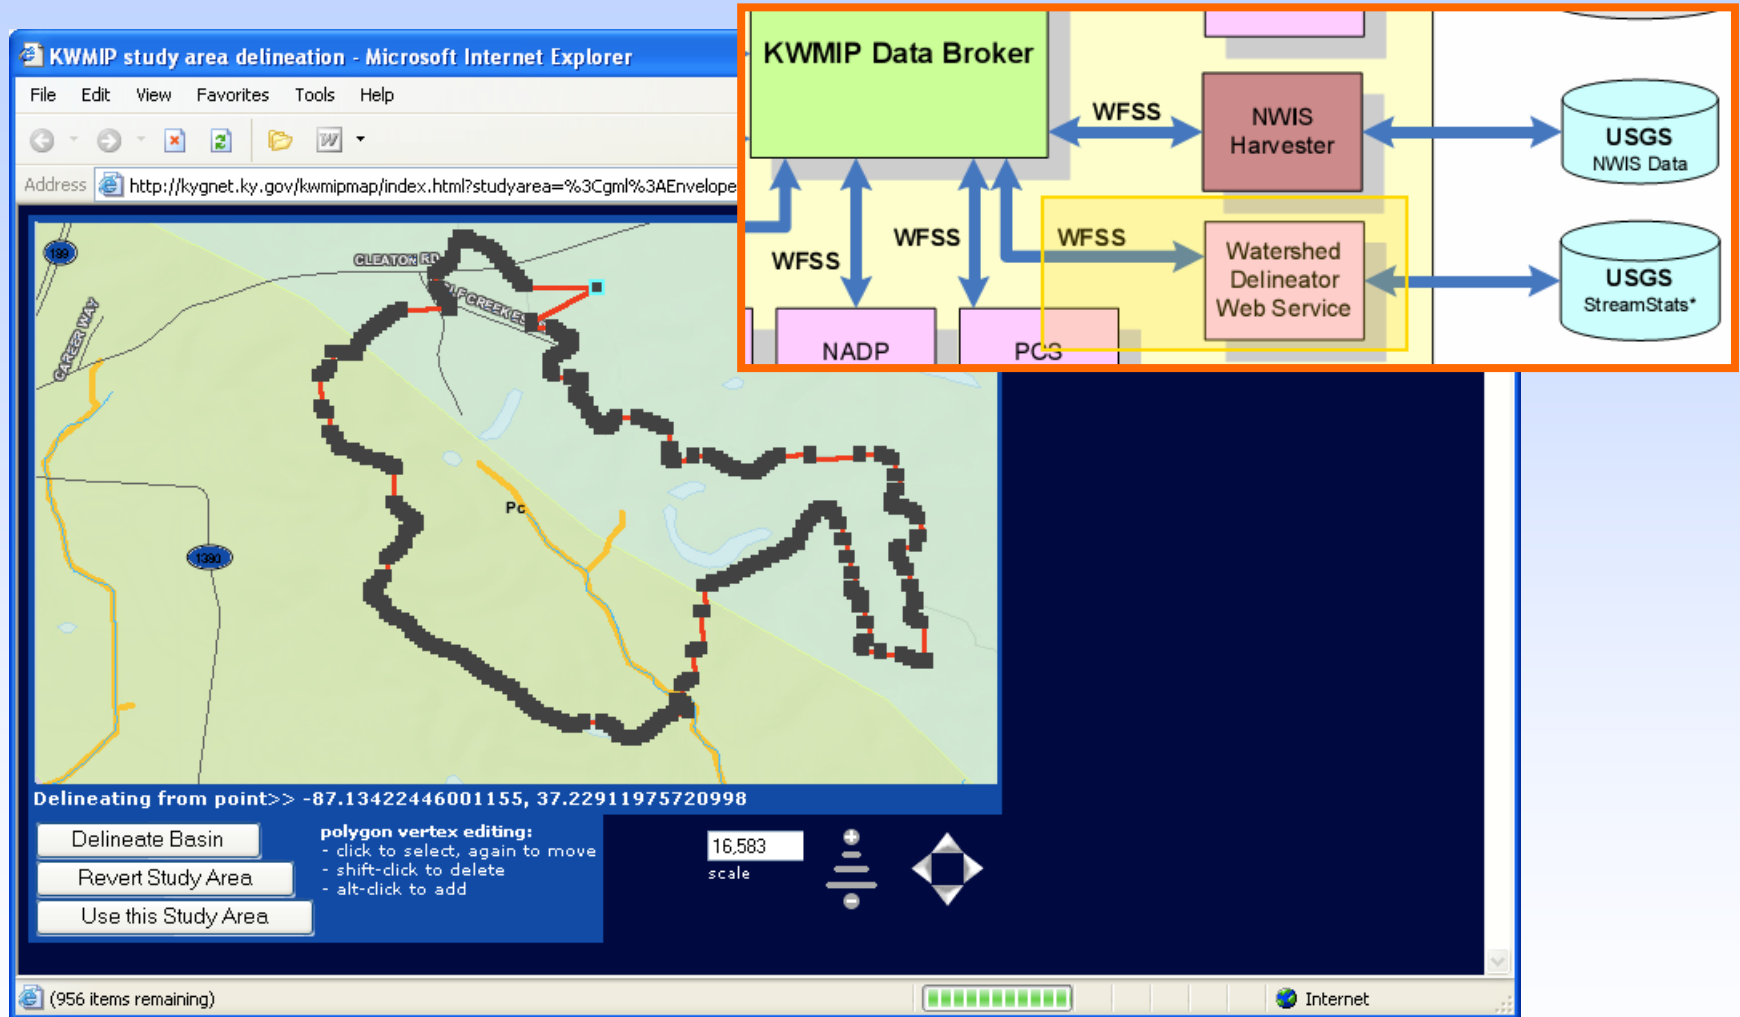 KWMIP study area delineation - Microsoft Internet Explorer
File Edit View Favorites Tools Help
Address http://kygnet.ky.gov/kwmipmap/index.html?studyarea=%3Cgml%3AEnvelope
KWMIP Data Broker
WFSS
NWIS
Harvester
USGS
NWIS Data
WFSS
WFSS
WFSS
Watershed
Delineator
Web Service
USGS
StreamStats*
NADP
PCS
189
CLEATON RD
CAREER WAY
Pc
1380
Delineating from point>> -87.13422446001155, 37.22911975720998
Delineate Basin
Revert Study Area
Use this Study Area
polygon vertex editing:
- click to select, again to move
- shift-click to delete
- alt-click to add
16,583
scale
(956 items remaining)
Internet